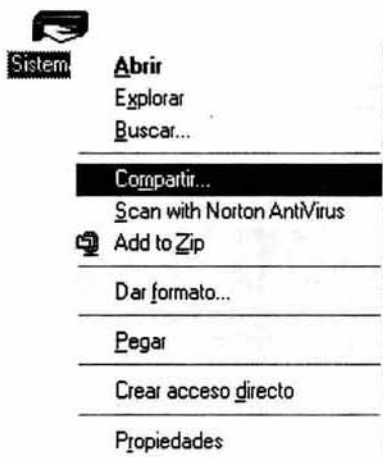 Sistem
Abrir
Explorar
Buscar...
Compartir...
Scan with Norton AntiVirus
Add to Zip
Dar formato...
Pegar
Crear acceso directo
Propiedades